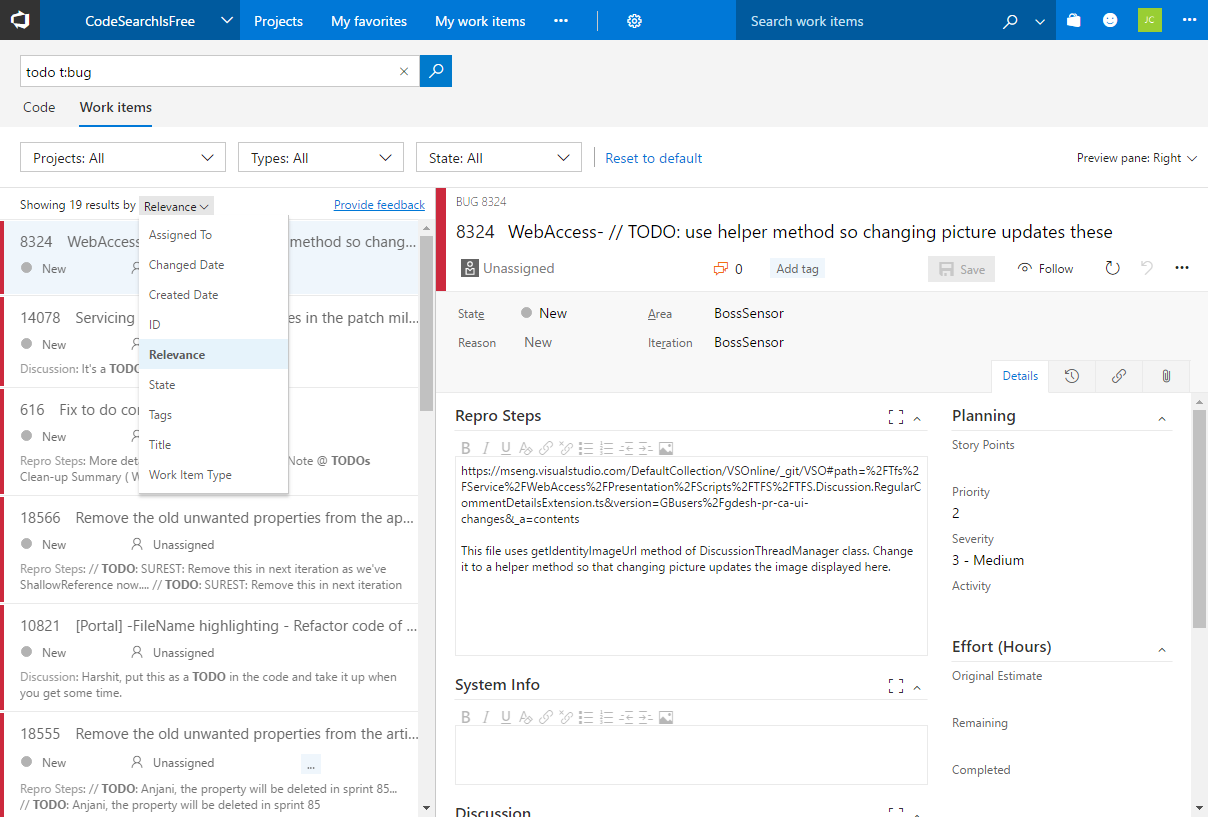 CodeSearchIsFree Projects My favorites My work items ••• Search work items JC •••
todo t:bug
Code Work items
Projects: All Types: All State: All Reset to default Preview pane: Right
Showing 19 results by Relevance Provide feedback
Assigned To
Changed Date
Created Date
ID
Relevance
State
Tags
Title
Work Item Type
8324 WebAccess- method so chang...
New
14078 Servicing es in the patch mil...
New
Discussion: It's a TODO
616 Fix to do co
New
Repro Steps: More det Note @ TODOs
Clean-up Summary ( W
18566 Remove the old unwanted properties from the ap...
New Unassigned
Repro Steps: // TODO: SUREST: Remove this in next iteration as we've
ShallowReference now.... // TODO: SUREST: Remove this in next iteration
10821 [Portal] -FileName highlighting - Refactor code of ...
New Unassigned
Discussion: Harshit, put this as a TODO in the code and take it up when
you get some time.
18555 Remove the old unwanted properties from the arti...
New Unassigned ...
Repro Steps: // TODO: Anjani, the property will be deleted in sprint 85...
// TODO: Anjani, the property will be deleted in sprint 85
BUG 8324
8324 WebAccess- // TODO: use helper method so changing picture updates these
Unassigned 0 Add tag Save Follow •••
State New Area BossSensor
Reason New Iteration BossSensor
Details
Repro Steps
B I U A
https://mseng.visualstudio.com/DefaultCollection/VSOnline/_git/VSO#path=%2FTfs%2
FService%2FWebAccess%2FPresentation%2FScripts%2FTFS%2FTFS.Discussion.RegularC
ommentDetailsExtension.ts&version=GBusers%2Fgdesh-pr-ca-ui-
changes&_a=contents
This file uses getIdentityImageUrl method of DiscussionThreadManager class. Change
it to a helper method so that changing picture updates the image displayed here.
System Info
B I U A
Discussion
Planning
Story Points
Priority
2
Severity
3 - Medium
Activity
Effort (Hours)
Original Estimate
Remaining
Completed